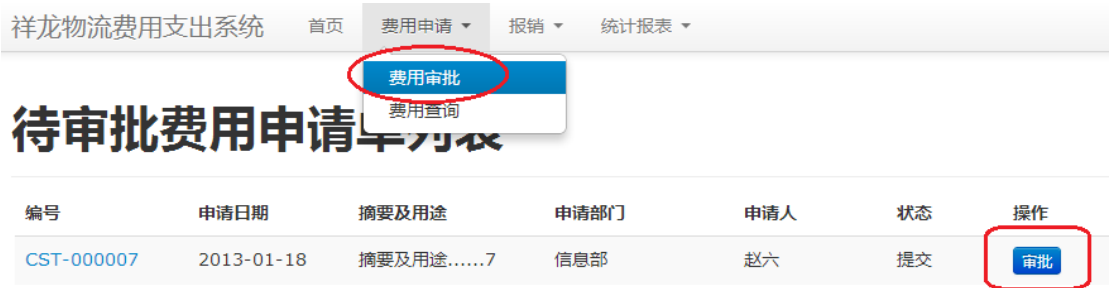 祥龙物流费用支出系统 首页 费用申请 报销 统计报表
费用审批
费用查询
待审批费用申请单列表
编号 申请日期 摘要及用途 申请部门 申请人 状态 操作
CST-000007 2013-01-18 摘要及用途……7 信息部 赵六 提交 审批